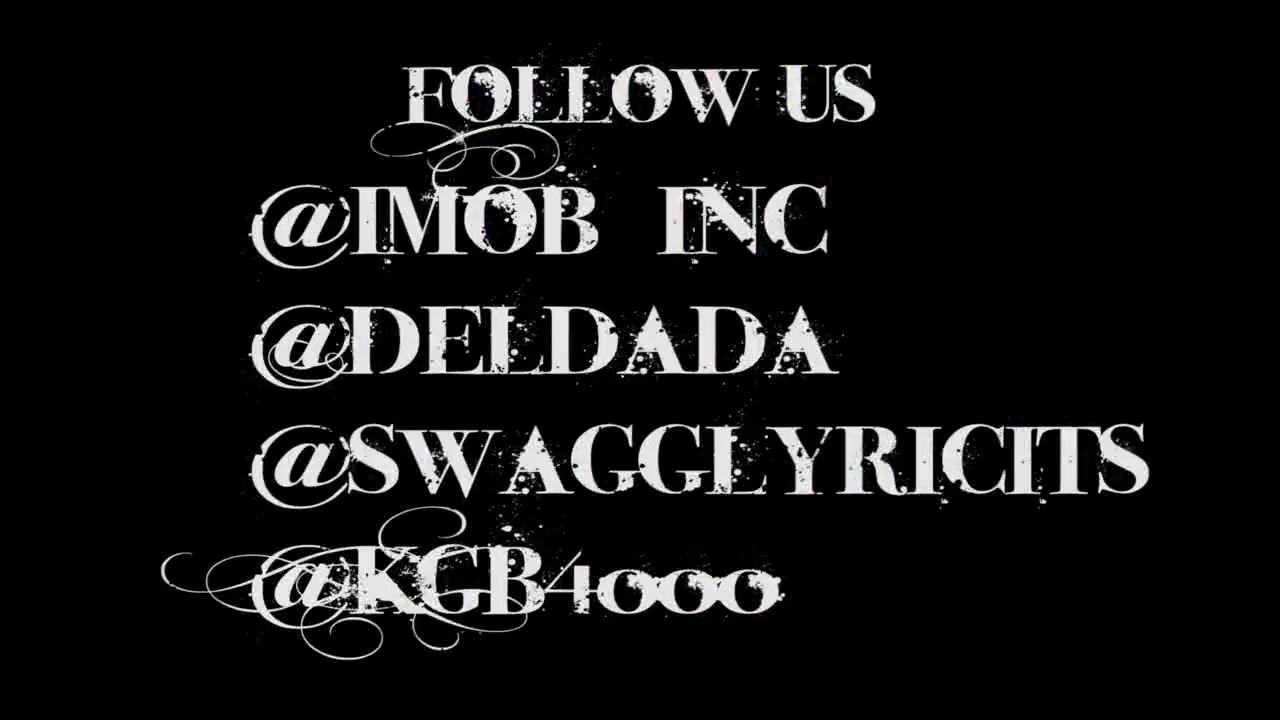 FOLLOW US
@IMOB INC
@DELDADA
@SWAGGLYRICITS
@KGB4000